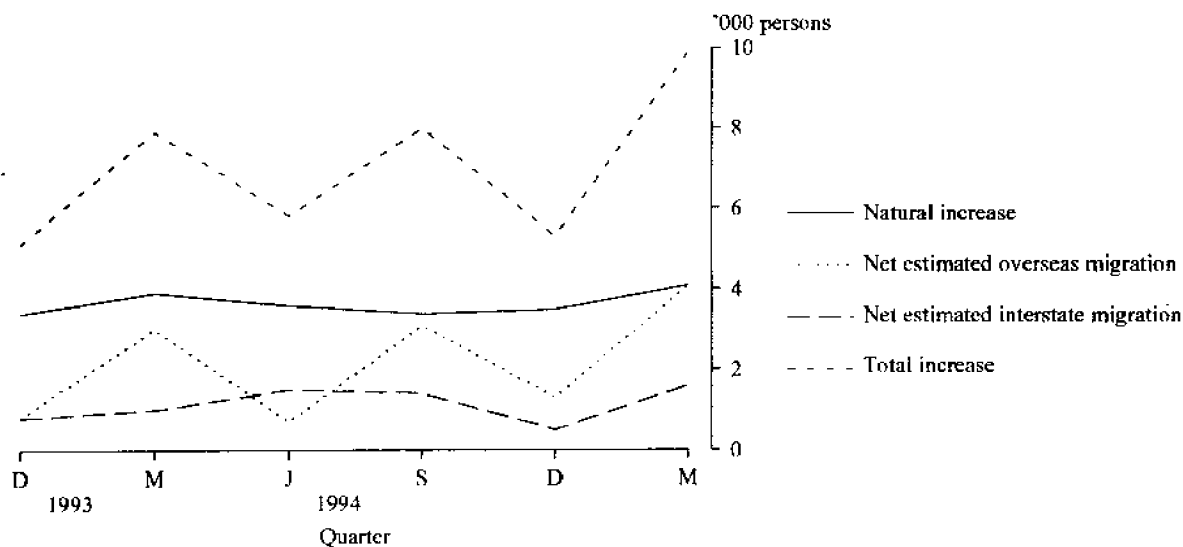 '000 persons
10
8
6
4
2
0
Natural increase
Net estimated overseas migration
Net estimated interstate migration
Total increase
D M J S D M
1993 1994
Quarter